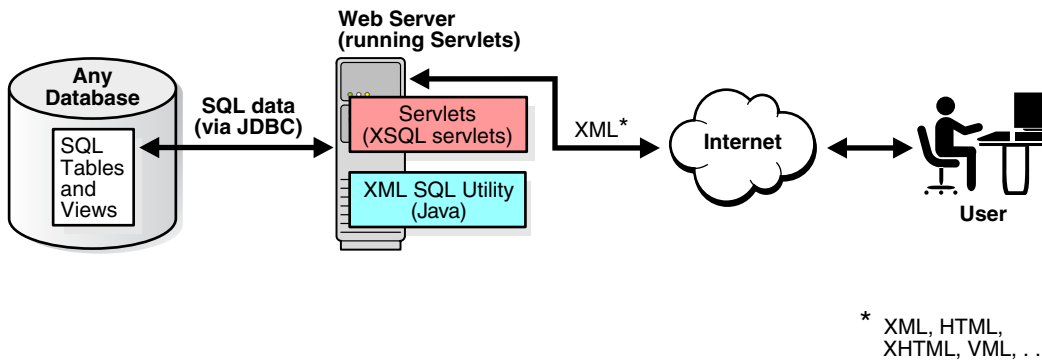 Web Server
(running Servlets)
Any
Database
SQL
Tables
and
Views
SQL data
(via JDBC)
Servlets
(XSQL servlets)
XML SQL Utility
(Java)
XML*
Internet
User
* XML, HTML,
XHTML, VML, . .